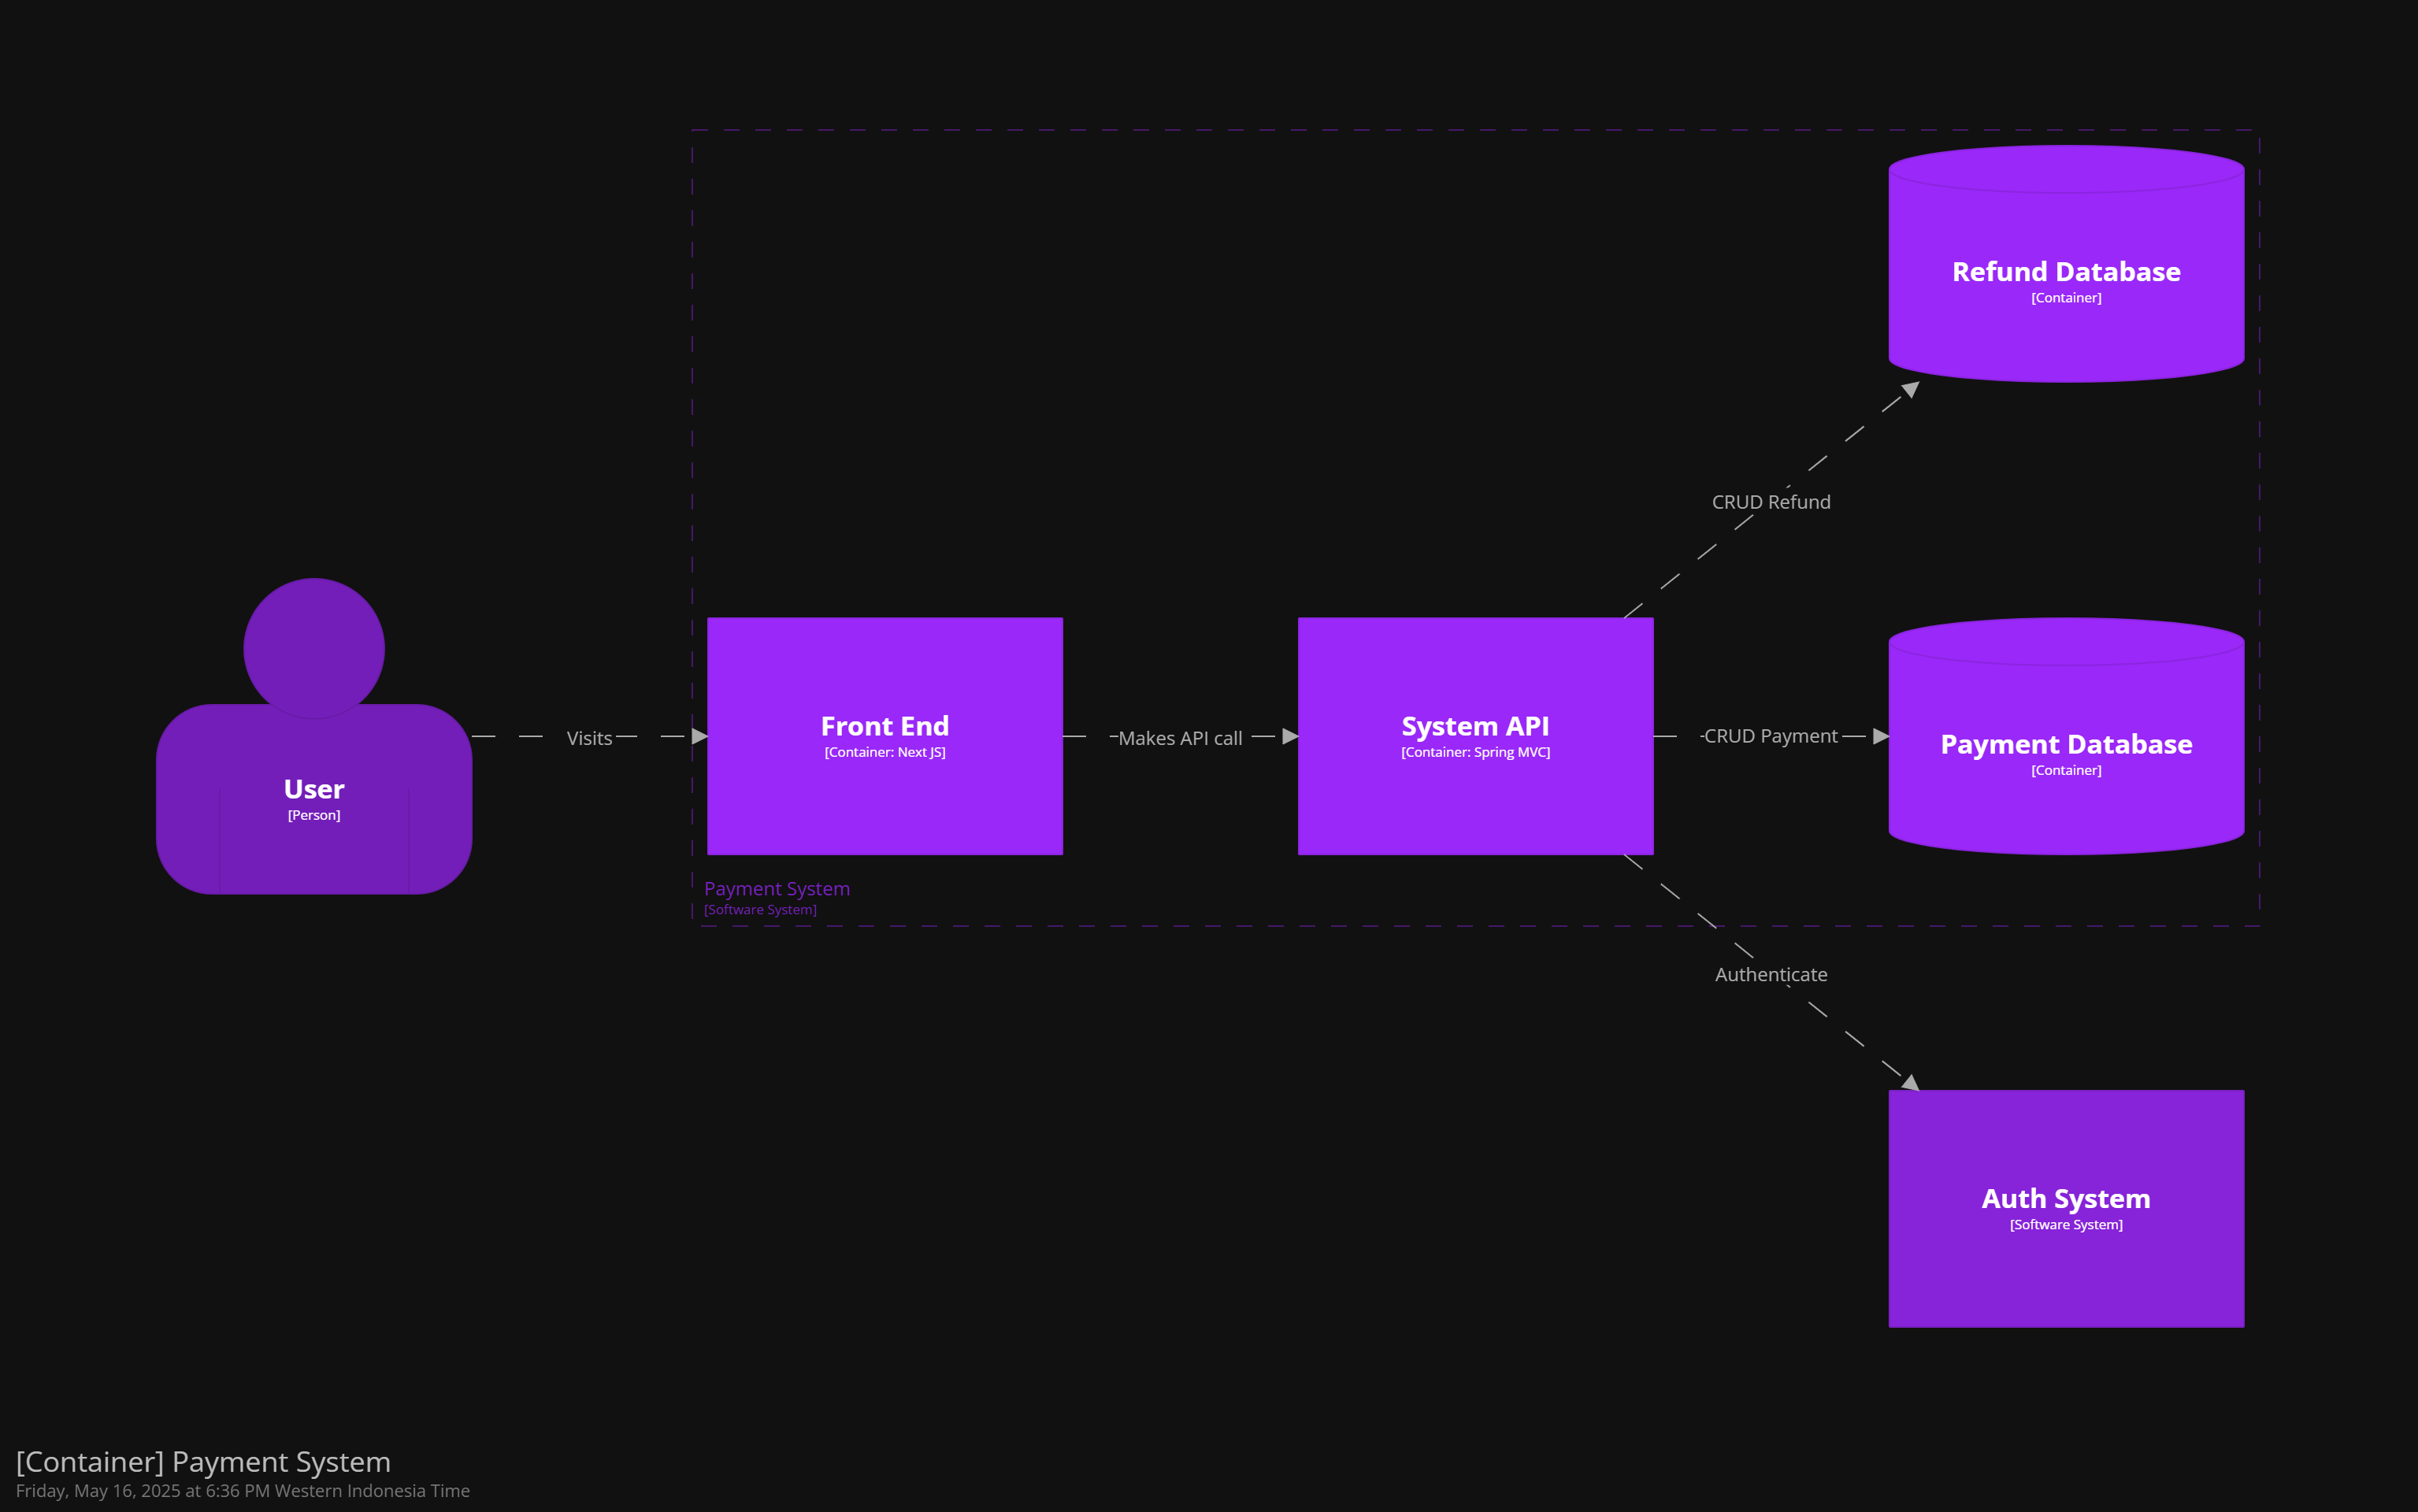 Refund Database
[Container]
CRUD Refund
User
[Person]
Visits
Front End
[Container: Next JS]
Makes API call
System API
[Container: Spring MVC]
CRUD Payment
Payment Database
[Container]
Payment System
[Software System]
Authenticate
Auth System
[Software System]
[Container] Payment System
Friday, May 16, 2025 at 6:36 PM Western Indonesia Time